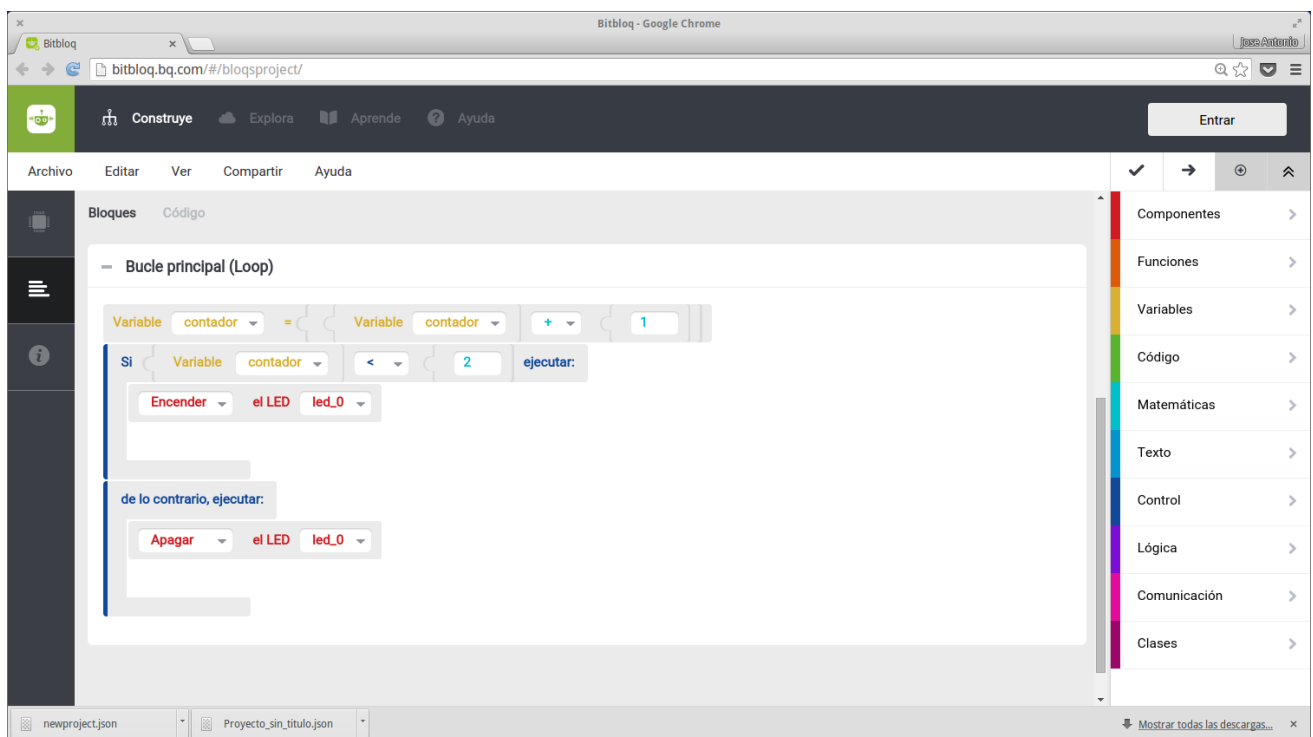 Bitbloq - Google Chrome
Bitbloq
Jose Antonio
bitbloq.bq.com/#/bloqsproject/
Construye Explora Aprende Ayuda
Entrar
Archivo Editar Ver Compartir Ayuda
Bloques Código
Bucle principal (Loop)
Variable contador = Variable contador + 1
Si Variable contador < 2 ejecutar:
Encender el LED led_0
de lo contrario, ejecutar:
Apagar el LED led_0
Componentes
Funciones
Variables
Código
Matemáticas
Texto
Control
Lógica
Comunicación
Clases
newproject.json
Proyecto_sin_titulo.json
Mostrar todas las descargas...